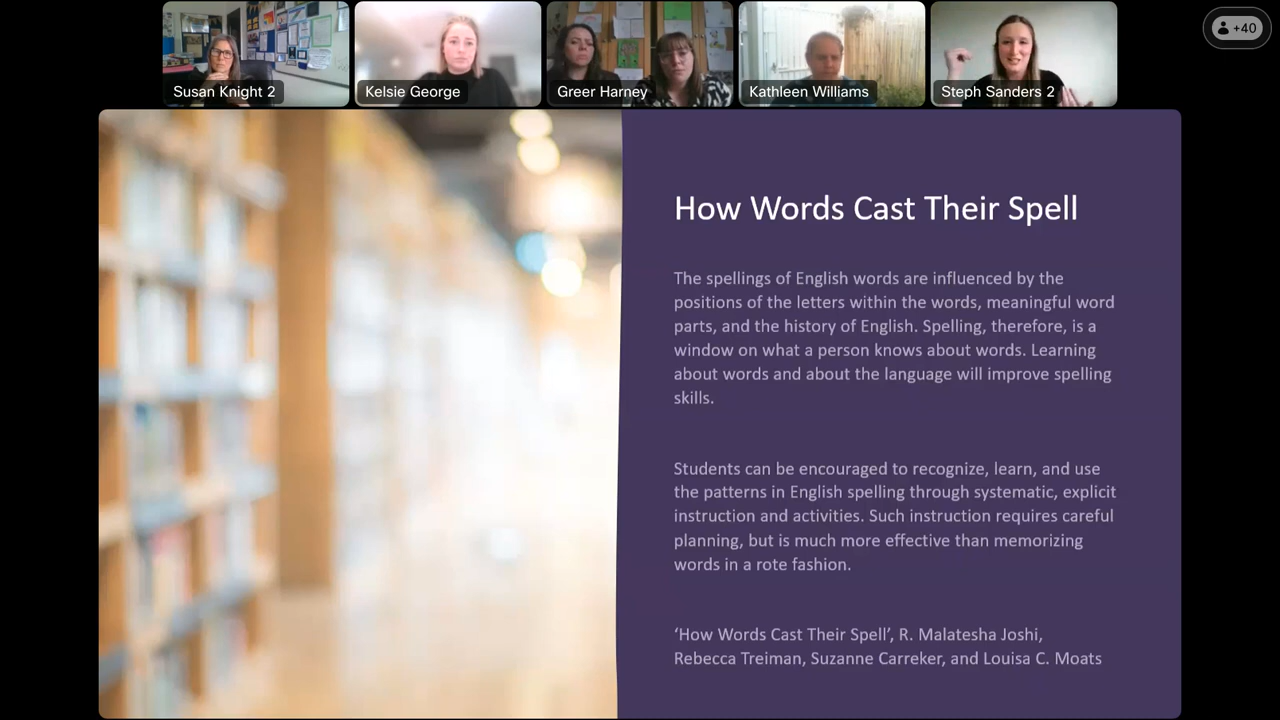 Susan Knight 2
Kelsie George
Greer Harney
Kathleen Williams
Steph Sanders 2
+40
How Words Cast Their Spell
The spellings of English words are influenced by the
positions of the letters within the words, meaningful word
parts, and the history of English. Spelling, therefore, is a
window on what a person knows about words. Learning
about words and about the language will improve spelling
skills.
Students can be encouraged to recognize, learn, and use
the patterns in English spelling through systematic, explicit
instruction and activities. Such instruction requires careful
planning, but is much more effective than memorizing
words in a rote fashion.
‘How Words Cast Their Spell’, R. Malatesha Joshi,
Rebecca Treiman, Suzanne Carreker, and Louisa C. Moats